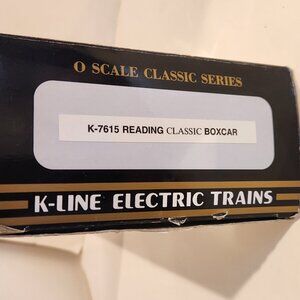 O SCALE CLASSIC SERIES
K-7615 READING CLASSIC BOXCAR
K-LINE ELECTRIC TRAINS